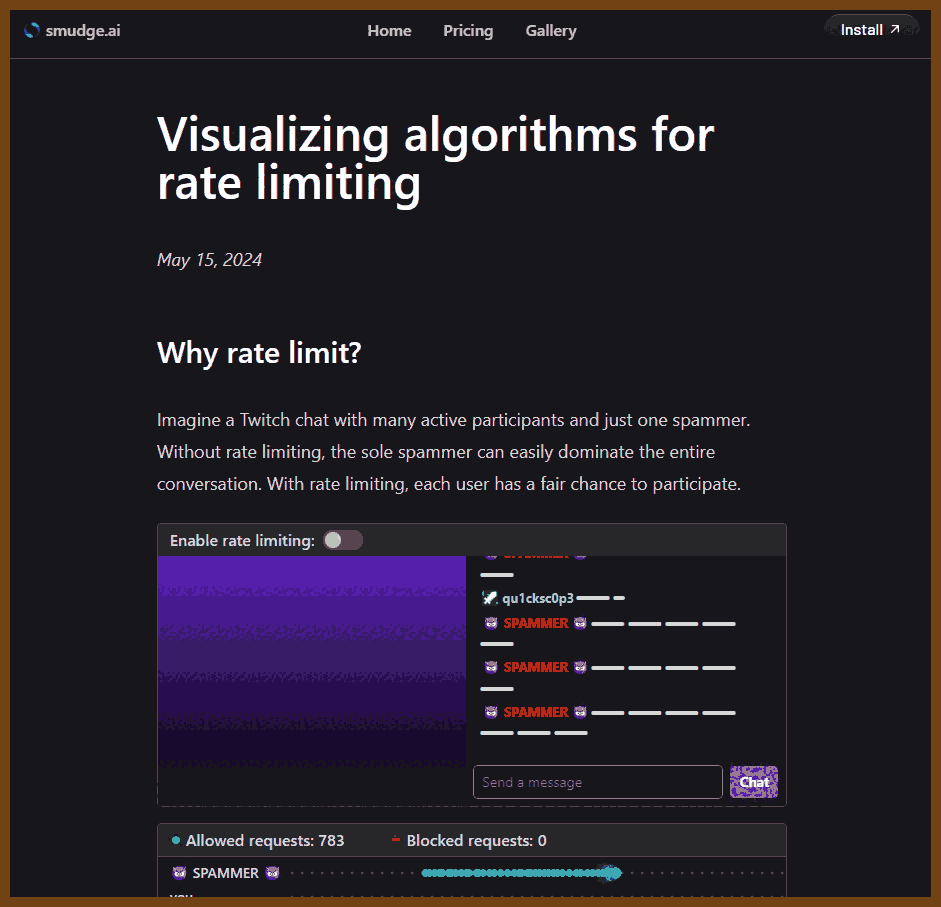 smudge.ai
Home
Pricing
Gallery
Install
Visualizing algorithms for
rate limiting
May 15, 2024
Why rate limit?
Imagine a Twitch chat with many active participants and just one spammer.
Without rate limiting, the sole spammer can easily dominate the entire
conversation. With rate limiting, each user has a fair chance to participate.
Enable rate limiting:
qu1cksc0p3
SPAMMER
SPAMMER
SPAMMER
Send a message
Chat
Allowed requests: 783
Blocked requests: 0
SPAMMER